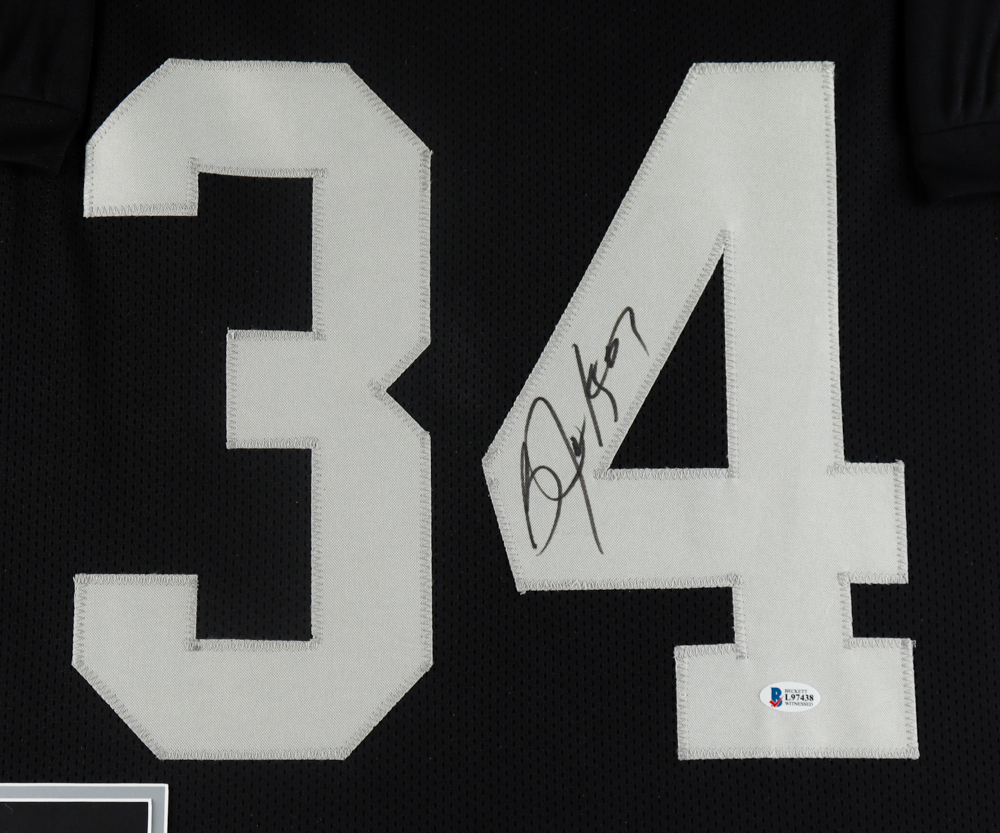 34
BECKETT
L97438
WITNESSED